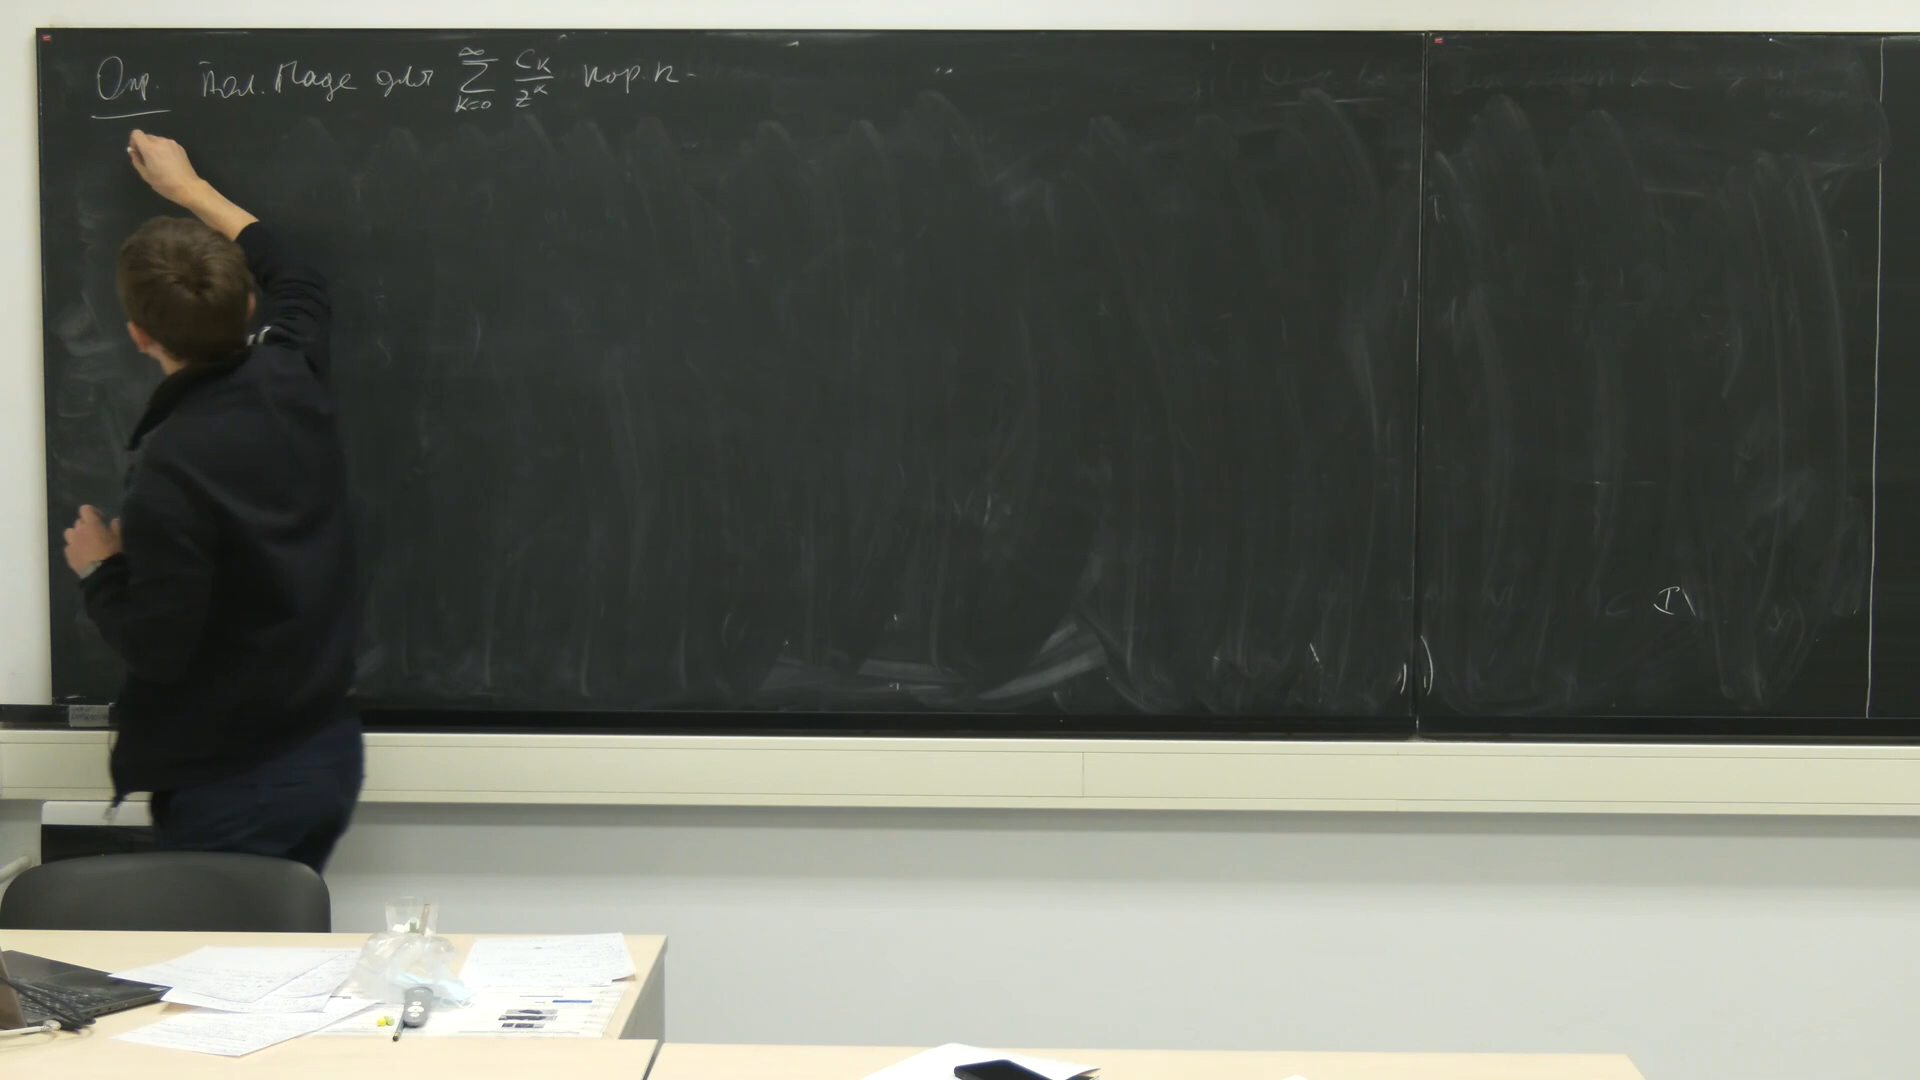 Опр. Пол. Паде для \sum_{k=0}^{\infty} \frac{C_k}{z^k} пор. n -